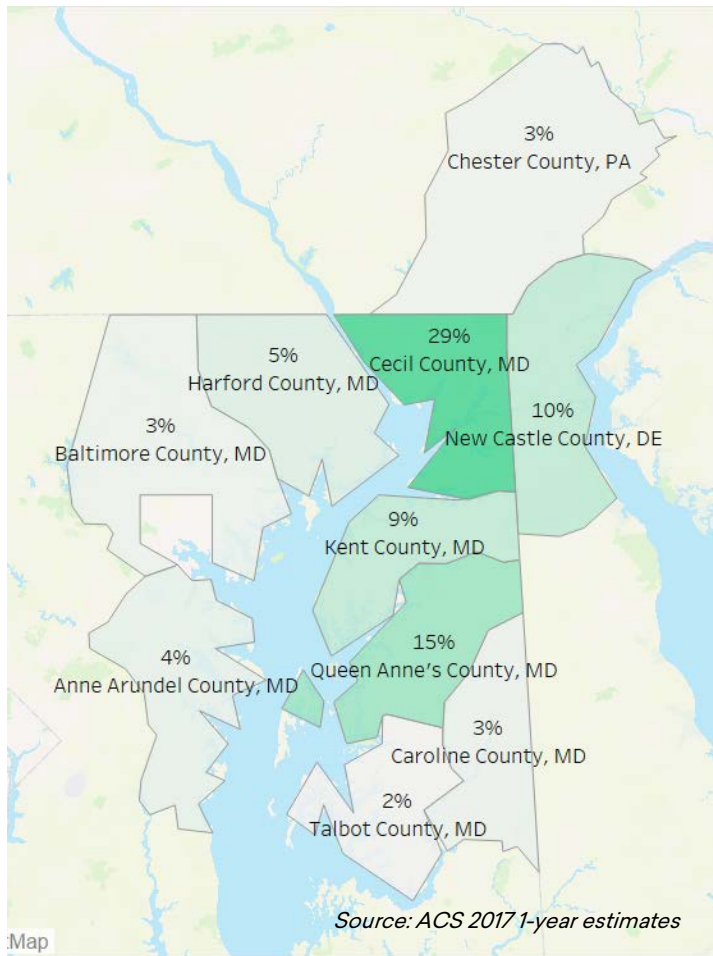 3%
Chester County, PA
29%
Cecil County, MD
5%
Harford County, MD
10%
New Castle County, DE
3%
Baltimore County, MD
9%
Kent County, MD
15%
Queen Anne's County, MD
4%
Anne Arundel County, MD
3%
Caroline County, MD
2%
Talbot County, MD
Source: ACS 2017 1-year estimates
tMap